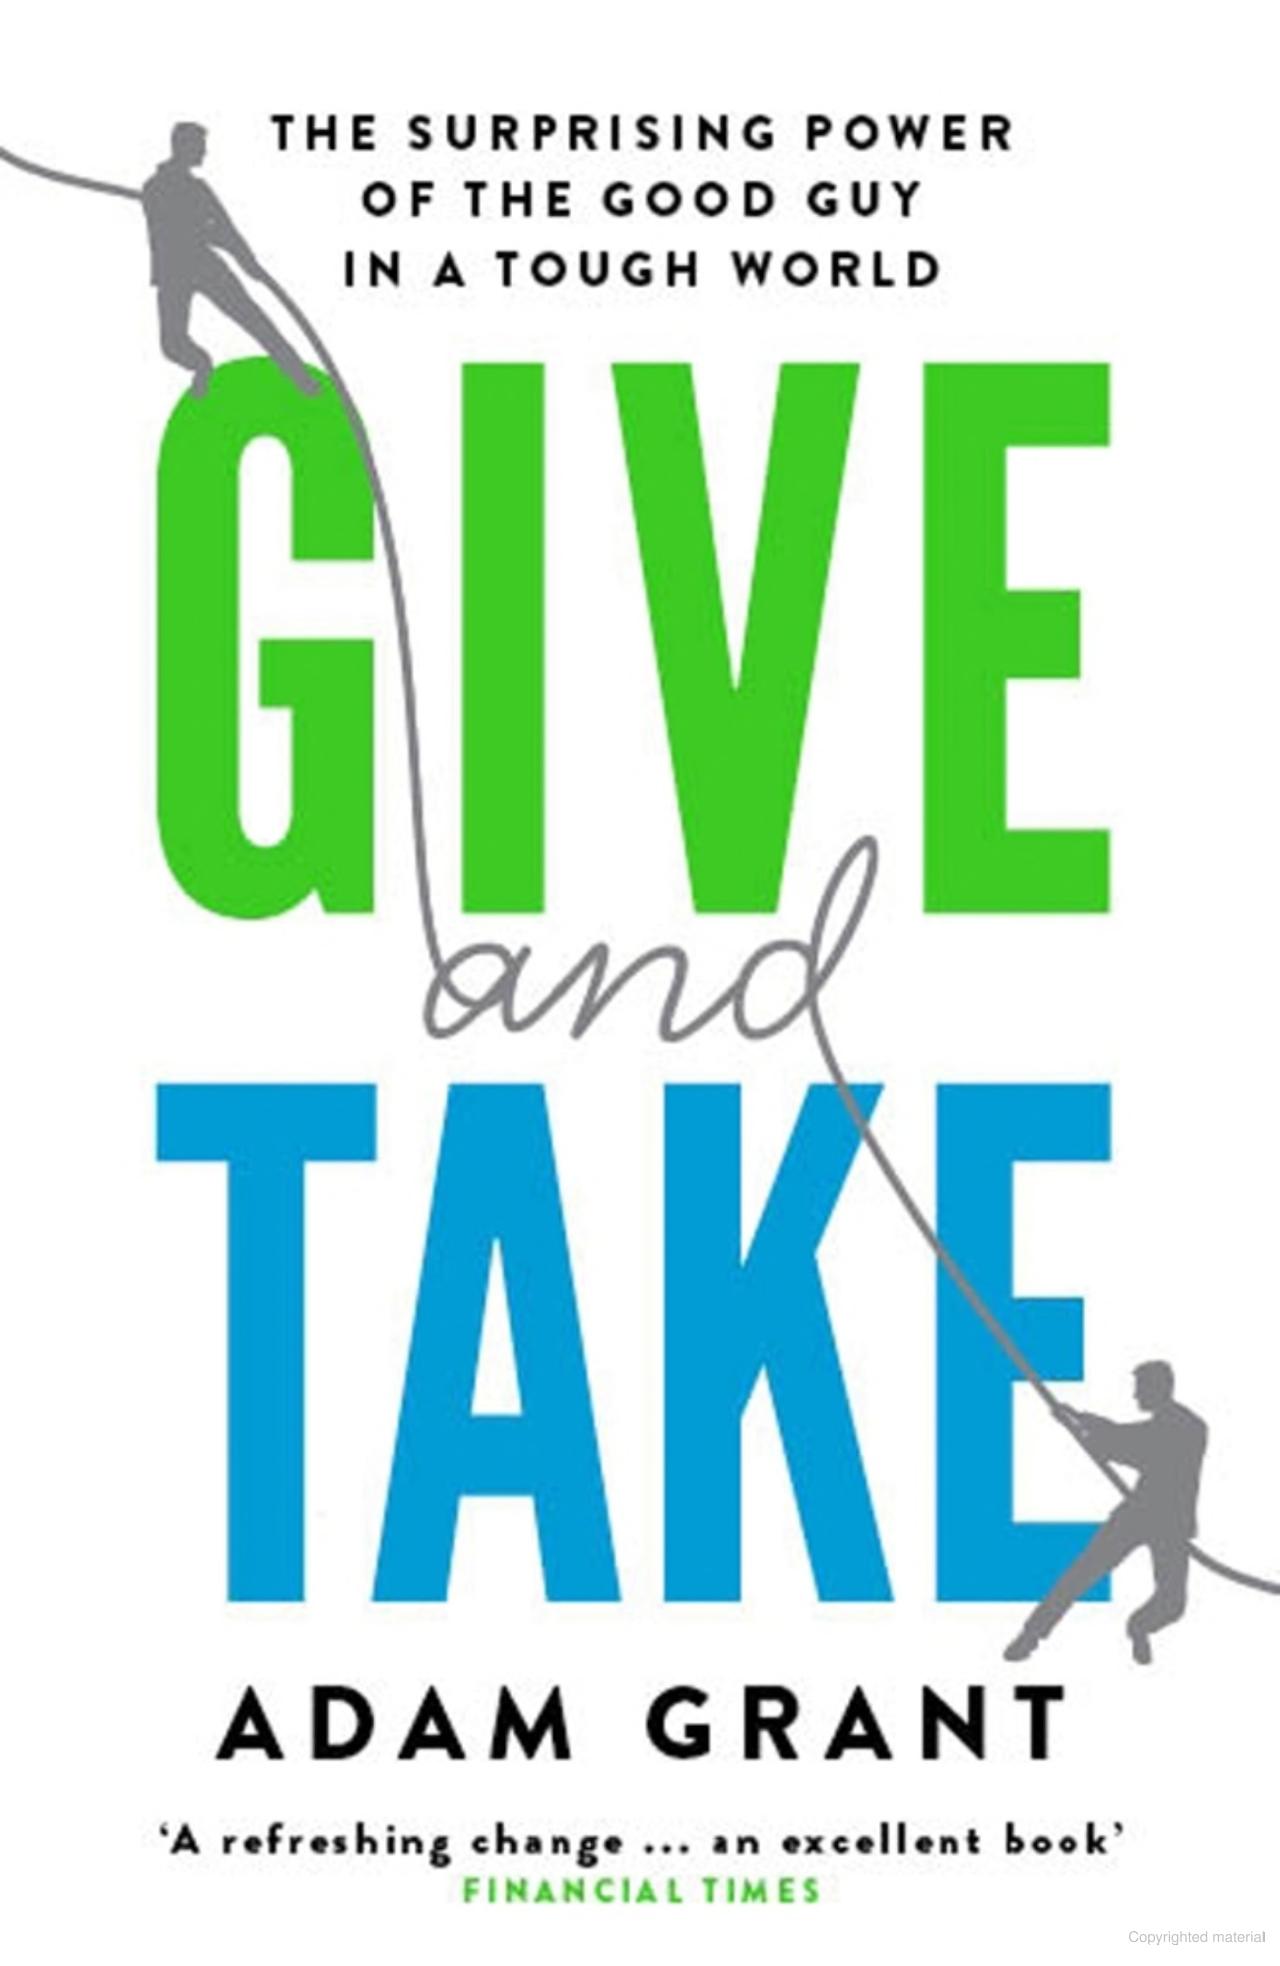 THE SURPRISING POWER
OF THE GOOD GUY
IN A TOUGH WORLD
GIVE
and
TAKE
ADAM GRANT
‘A refreshing change ... an excellent book’
FINANCIAL TIMES
Copyrighted material